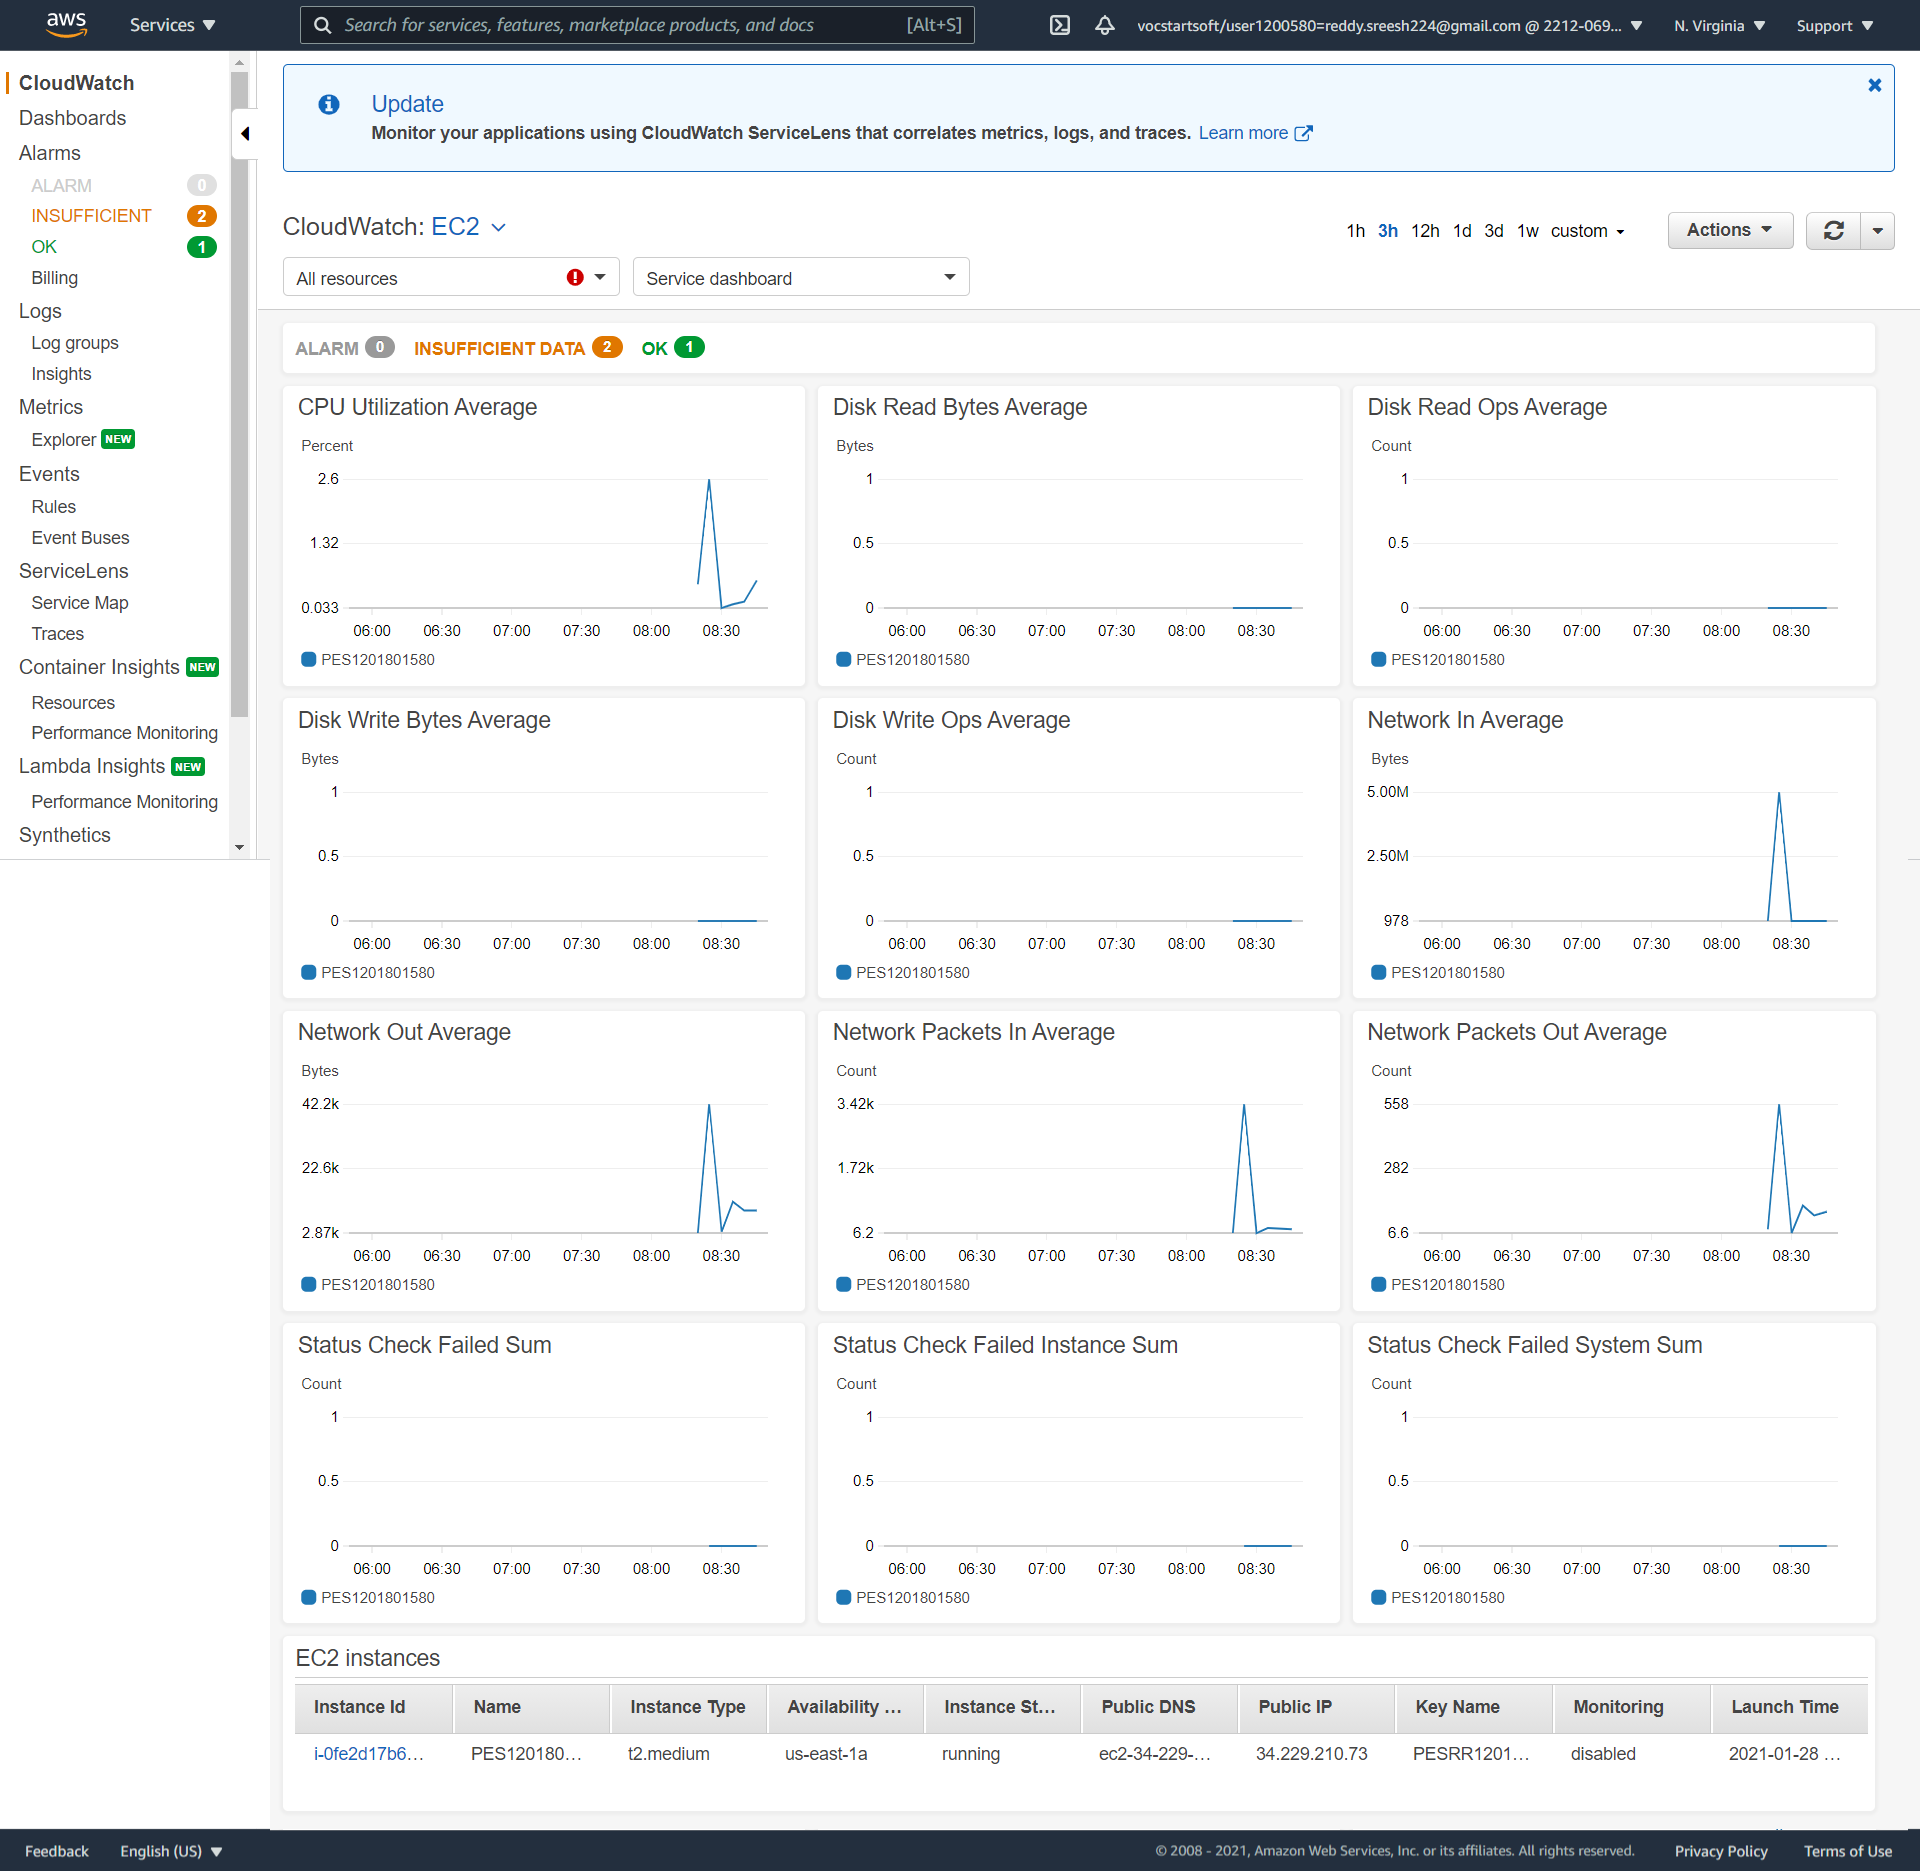 aws Services Search for services, features, marketplace products, and docs [Alt+S] vocstartsoft/user1200580=reddy.sreesh224@gmail.com @ 2212-069... N. Virginia Support
CloudWatch
Dashboards
Alarms
ALARM 0
INSUFFICIENT 2
OK 1
Billing
Logs
Log groups
Insights
Metrics
Explorer NEW
Events
Rules
Event Buses
ServiceLens
Service Map
Traces
Container Insights NEW
Resources
Performance Monitoring
Lambda Insights NEW
Performance Monitoring
Synthetics
Update
Monitor your applications using CloudWatch ServiceLens that correlates metrics, logs, and traces. Learn more
CloudWatch: EC2
1h 3h 12h 1d 3d 1w custom Actions
All resources Service dashboard
ALARM 0 INSUFFICIENT DATA 2 OK 1
CPU Utilization Average
Percent
2.6
1.32
0.033
06:00 06:30 07:00 07:30 08:00 08:30
PES1201801580
Disk Read Bytes Average
Bytes
1
0.5
0
06:00 06:30 07:00 07:30 08:00 08:30
PES1201801580
Disk Read Ops Average
Count
1
0.5
0
06:00 06:30 07:00 07:30 08:00 08:30
PES1201801580
Disk Write Bytes Average
Bytes
1
0.5
0
06:00 06:30 07:00 07:30 08:00 08:30
PES1201801580
Disk Write Ops Average
Count
1
0.5
0
06:00 06:30 07:00 07:30 08:00 08:30
PES1201801580
Network In Average
Bytes
5.00M
2.50M
978
06:00 06:30 07:00 07:30 08:00 08:30
PES1201801580
Network Out Average
Bytes
42.2k
22.6k
2.87k
06:00 06:30 07:00 07:30 08:00 08:30
PES1201801580
Network Packets In Average
Count
3.42k
1.72k
6.2
06:00 06:30 07:00 07:30 08:00 08:30
PES1201801580
Network Packets Out Average
Count
558
282
6.6
06:00 06:30 07:00 07:30 08:00 08:30
PES1201801580
Status Check Failed Sum
Count
1
0.5
0
06:00 06:30 07:00 07:30 08:00 08:30
PES1201801580
Status Check Failed Instance Sum
Count
1
0.5
0
06:00 06:30 07:00 07:30 08:00 08:30
PES1201801580
Status Check Failed System Sum
Count
1
0.5
0
06:00 06:30 07:00 07:30 08:00 08:30
PES1201801580
EC2 instances
Instance Id Name Instance Type Availability ... Instance St... Public DNS Public IP Key Name Monitoring Launch Time
i-0fe2d17b6... PES120180... t2.medium us-east-1a running ec2-34-229-... 34.229.210.73 PESRR1201... disabled 2021-01-28 ...
Feedback English (US) © 2008 - 2021, Amazon Web Services, Inc. or its affiliates. All rights reserved. Privacy Policy Terms of Use